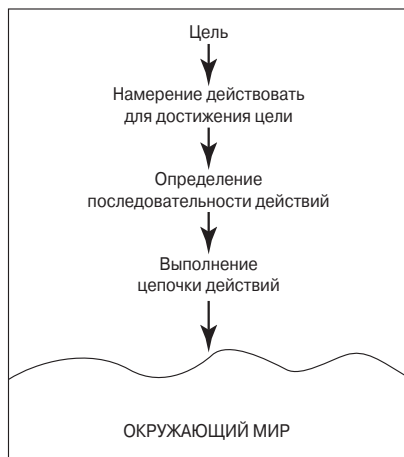 Цель
Намерение действовать
для достижения цели
Определение
последовательности действий
Выполнение
цепочки действий
ОКРУЖАЮЩИЙ МИР